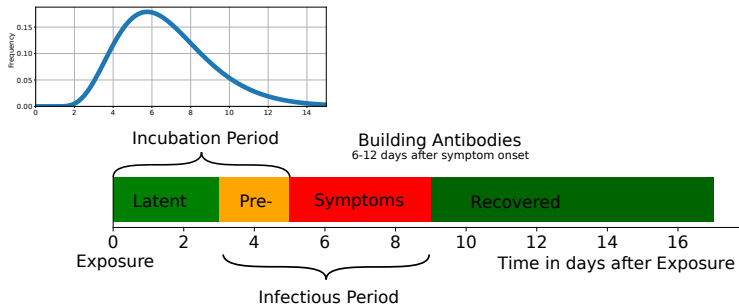 0.15
0.10
0.05
0.00
Frequency
0 2 4 6 8 10 12 14
Incubation Period
Building Antibodies
6-12 days after symptom onset
Latent Pre- Symptoms Recovered
0 2 4 6 8 10 12 14 16
Exposure
Time in days after Exposure
Infectious Period